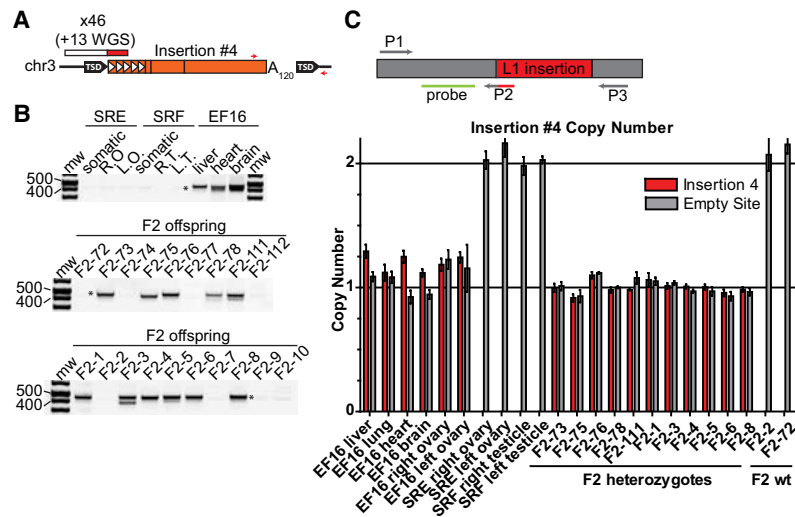 A
x46
(+13 WGS)
Insertion #4
chr3
TSD
A120
TSD
B
SRE
SRF
EF16
mw
somatic
R.O.
L.O.
somatic
R.T.
L.T.
liver
heart
brain
mw
500
400
*
500
400
F2 offspring
mw
F2-72
F2-73
F2-74
F2-75
F2-76
F2-77
F2-78
F2-111
F2-112
500
400
*
F2 offspring
mw
F2-1
F2-2
F2-3
F2-4
F2-5
F2-6
F2-7
F2-8
F2-9
F2-10
500
400
*
C
P1
L1 insertion
probe
P2
P3
Insertion #4 Copy Number
Insertion 4
Empty Site
Copy Number
2
1
0
EF16 liver
EF16 lung
EF16 heart
EF16 brain
EF16 right ovary
EF16 left ovary
SRE right ovary
SRE left ovary
SRF right testicle
SRF left testicle
F2-73
F2-75
F2-76
F2-78
F2-111
F2-1
F2-3
F2-4
F2-5
F2-6
F2-8
F2-2
F2-72
F2 heterozygotes
F2 wt